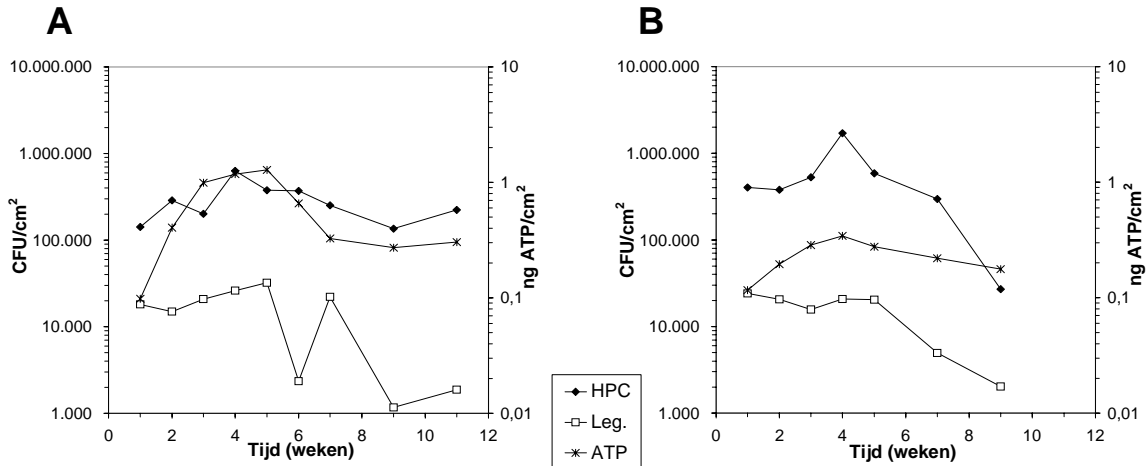 A
10.000.000
1.000.000
100.000
10.000
1.000
CFU/cm²
10
1
0,1
0,01
ng ATP/cm²
0 2 4 6 8 10 12
Tijd (weken)
HPC
Leg.
ATP
B
10.000.000
1.000.000
100.000
10.000
1.000
CFU/cm²
10
1
0,1
0,01
ng ATP/cm²
0 2 4 6 8 10 12
Tijd (weken)